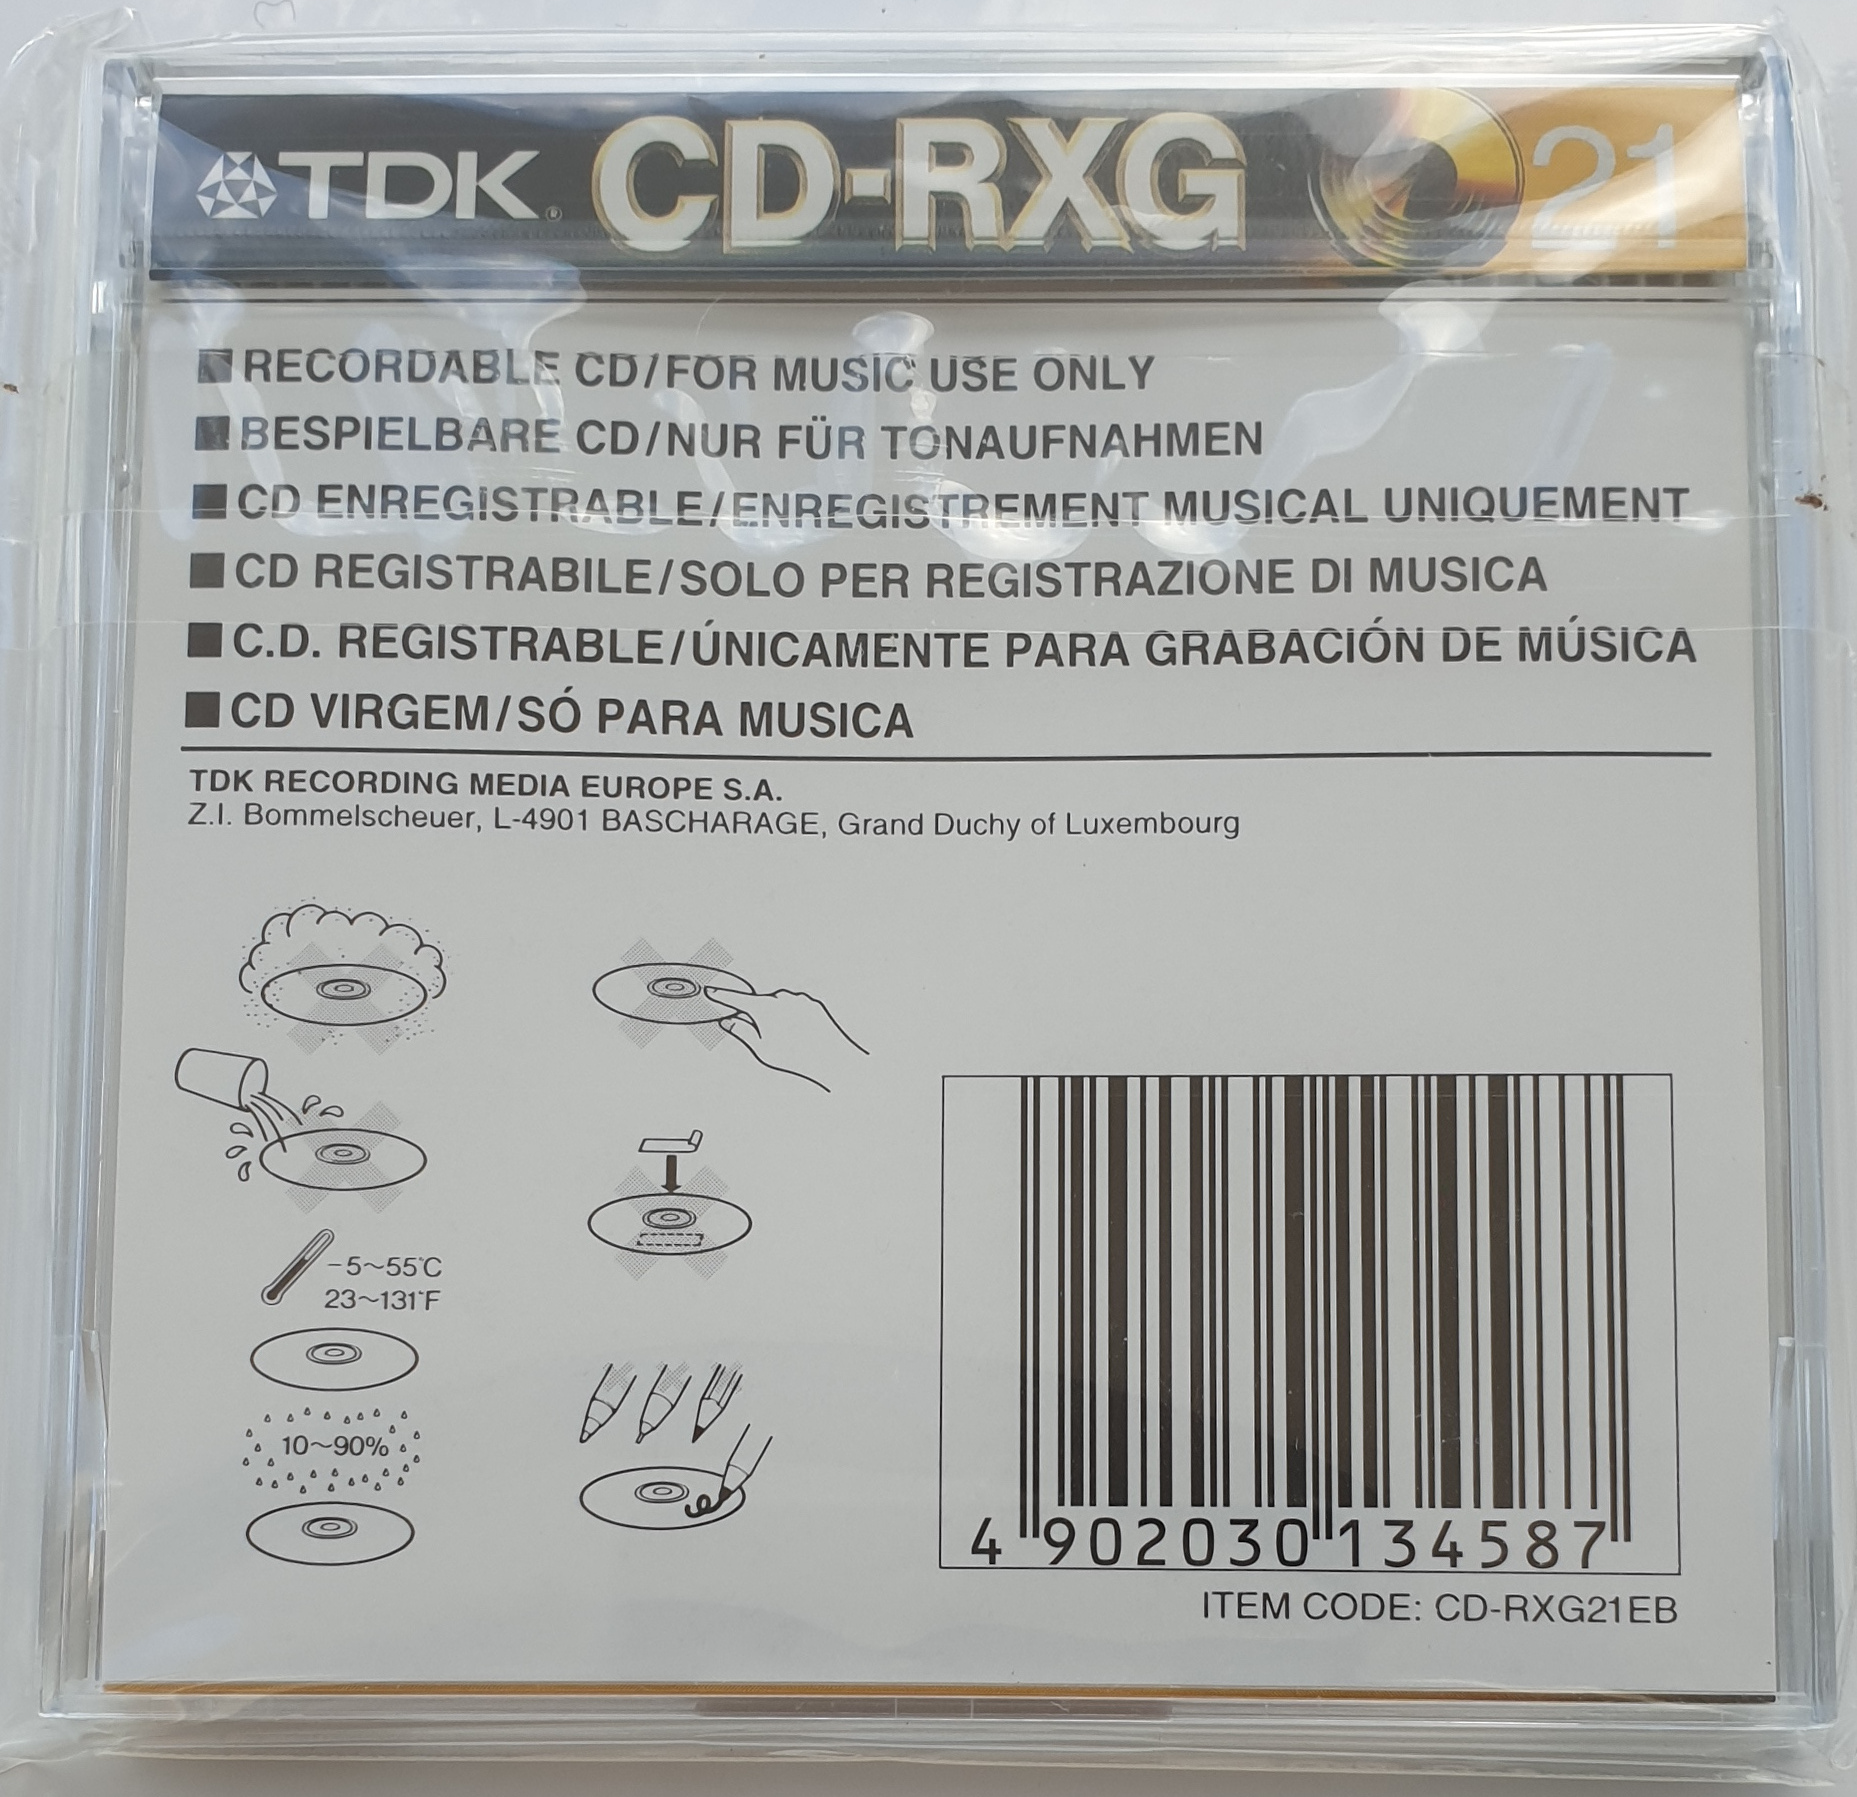 TDK® CD-RXG 21
■ RECORDABLE CD/FOR MUSIC USE ONLY
■ BESPIELBARE CD/NUR FÜR TONAUFNAHMEN
■ CD ENREGISTRABLE/ENREGISTREMENT MUSICAL UNIQUEMENT
■ CD REGISTRABILE/SOLO PER REGISTRAZIONE DI MUSICA
■ C.D. REGISTRABLE/ÚNICAMENTE PARA GRABACIÓN DE MÚSICA
■ CD VIRGEM/SÓ PARA MUSICA
TDK RECORDING MEDIA EUROPE S.A.
Z.I. Bommelscheuer, L-4901 BASCHARAGE, Grand Duchy of Luxembourg
−5~55°C
23~131°F
10~90%
4 902030 134587
ITEM CODE: CD-RXG21EB